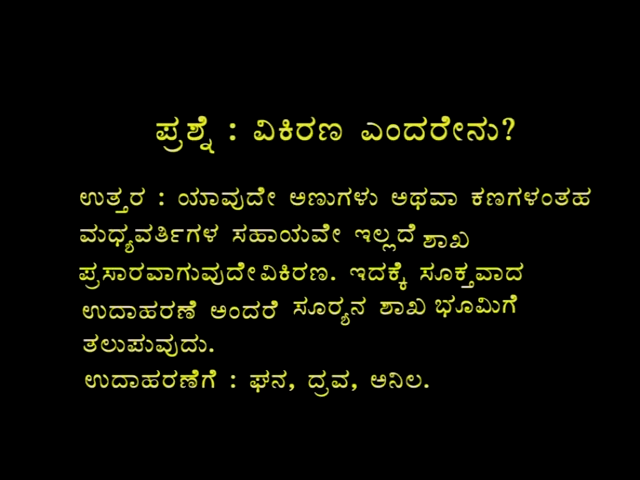 ಪ್ರಶ್ನೆ : ವಿಕಿರಣ ಎಂದರೇನು?
ಉತ್ತರ : ಯಾವುದೇ ಅಣುಗಳು ಅಥವಾ ಕಣಗಳಂತಹ
ಮಧ್ಯವರ್ತಿಗಳ ಸಹಾಯವೇ ಇಲ್ಲದೆ ಶಾಖ
ಪ್ರಸಾರವಾಗುವುದೇವಿಕಿರಣ. ಇದಕ್ಕೆ ಸೂಕ್ತವಾದ
ಉದಾಹರಣೆ ಅಂದರೆ ಸೂರ‍್ಯನ ಶಾಖ ಭೂಮಿಗೆ
ತಲುಪುವುದು.
ಉದಾಹರಣೆಗೆ : ಘನ, ದ್ರವ, ಅನಿಲ.